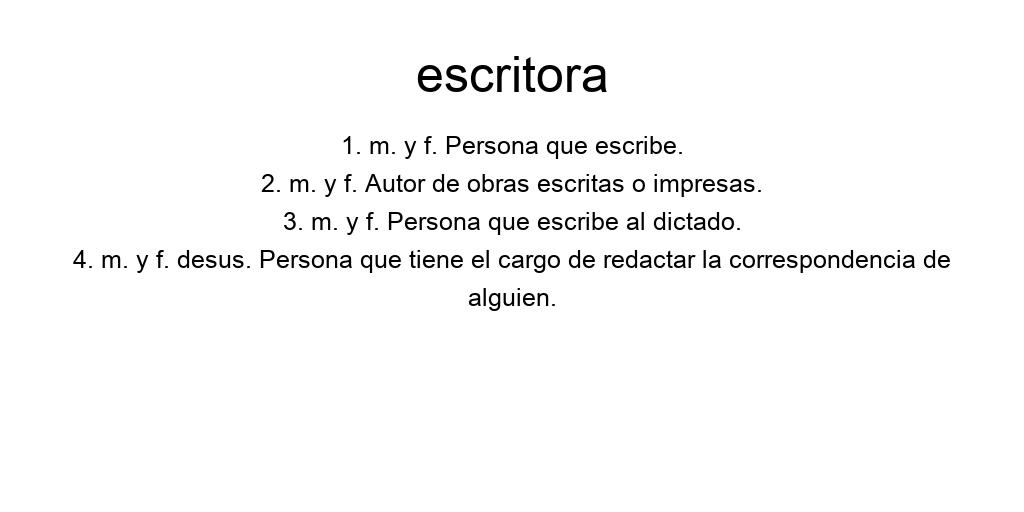 escritora
1. m. y f. Persona que escribe.
2. m. y f. Autor de obras escritas o impresas.
3. m. y f. Persona que escribe al dictado.
4. m. y f. desus. Persona que tiene el cargo de redactar la correspondencia de
alguien.